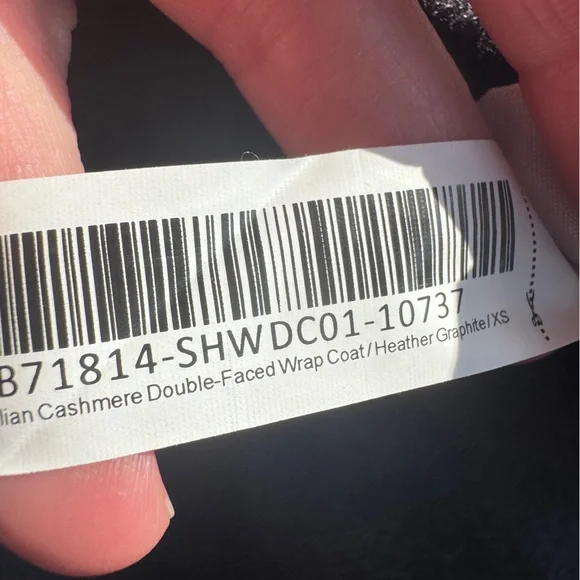 B71814-SHWDC01-10737
lian Cashmere Double-Faced Wrap Coat/Heather Graphite/XS